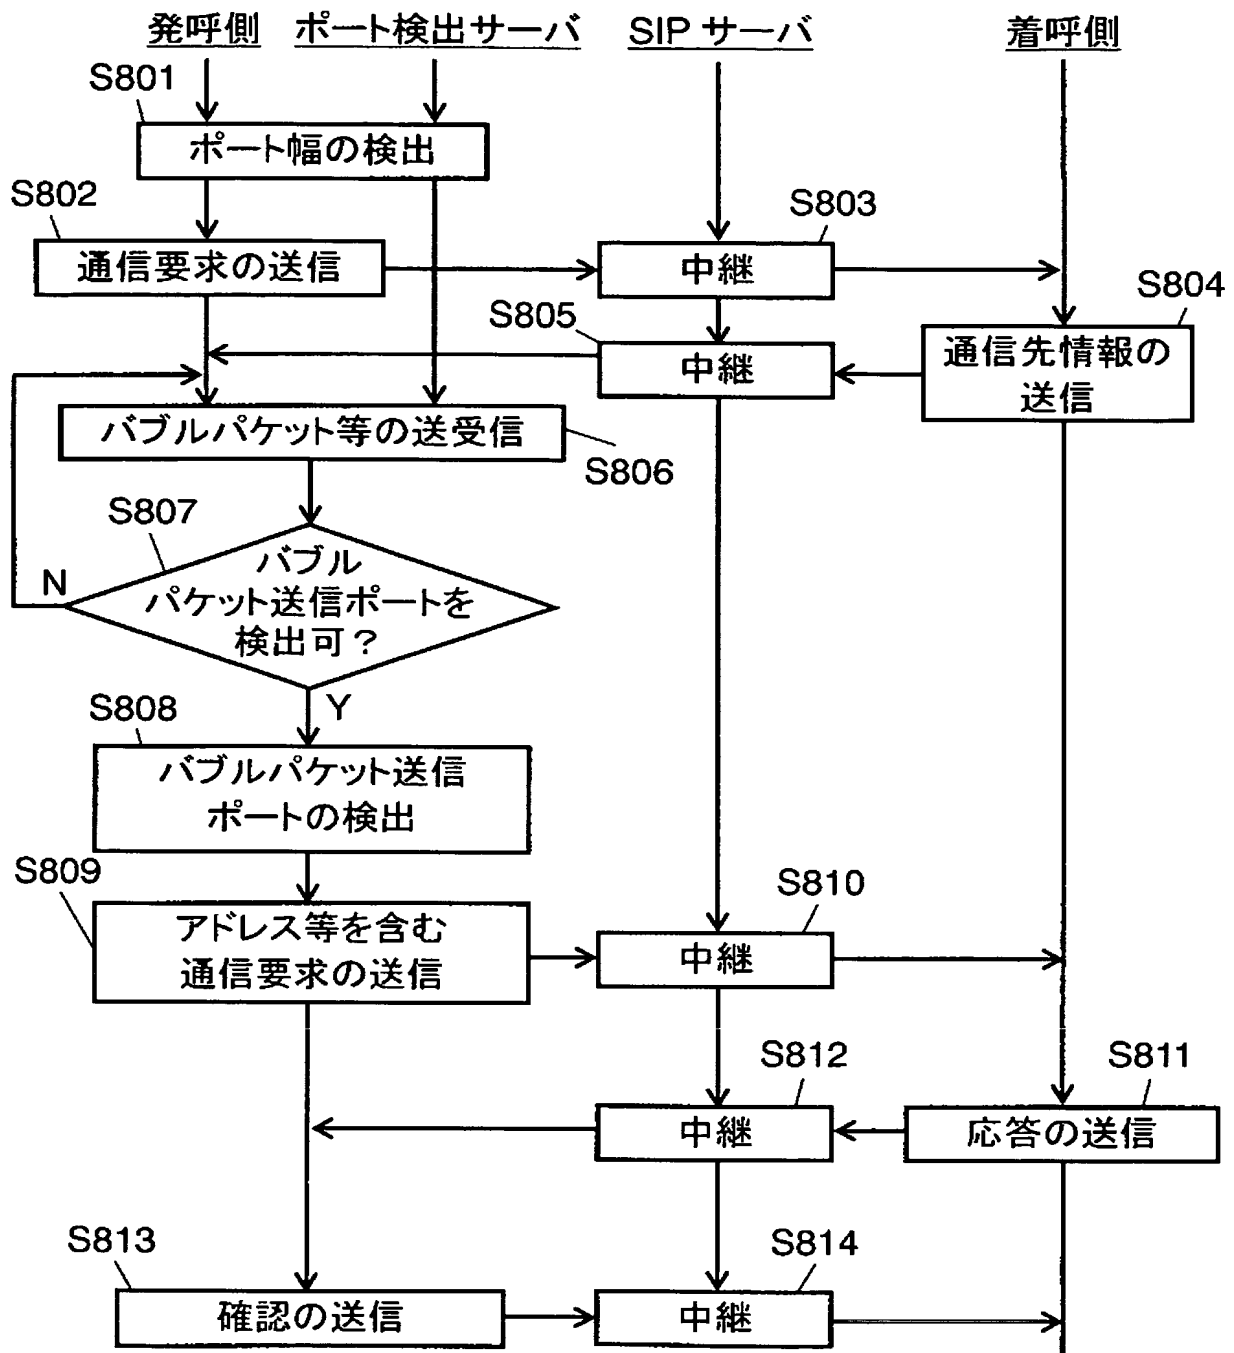 発呼側 ポート検出サーバ SIPサーバ 着呼側
S801
ポート幅の検出
S802
通信要求の送信
S803
中継
S804
通信先情報の
送信
S805
中継
バブルパケット等の送受信
S806
S807
バブル
パケット送信ポートを
検出可?
N
Y
S808
バブルパケット送信
ポートの検出
S809
アドレス等を含む
通信要求の送信
S810
中継
S811
応答の送信
S812
中継
S813
確認の送信
S814
中継